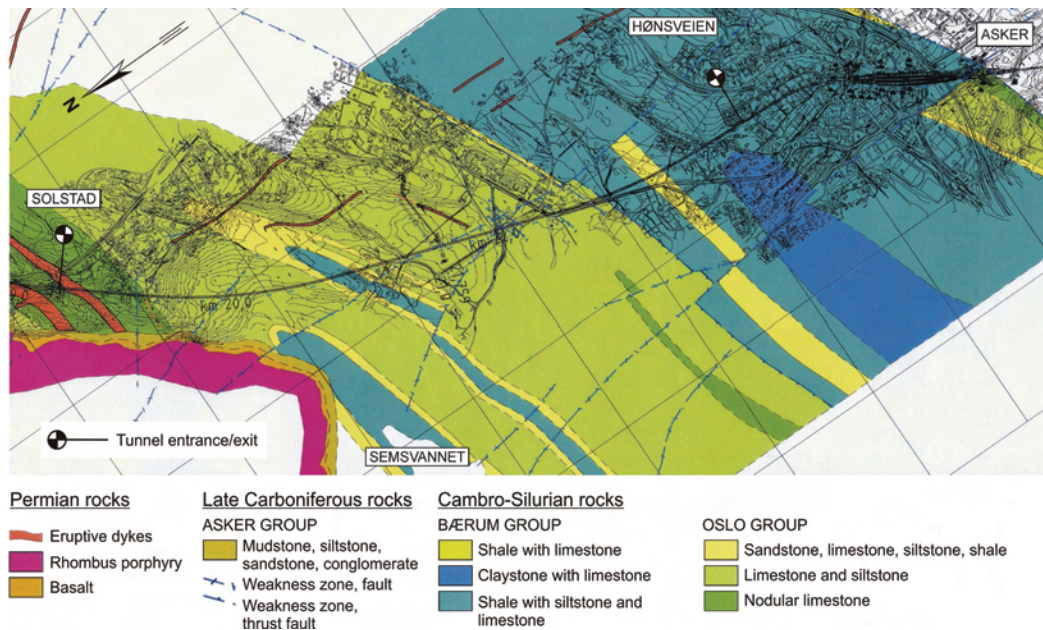 HØNSVEIEN
ASKER
N
SOLSTAD
km 20.0
SEMSVANNET
Tunnel entrance/exit
Permian rocks
Eruptive dykes
Rhombus porphyry
Basalt
Late Carboniferous rocks
ASKER GROUP
Mudstone, siltstone,
sandstone, conglomerate
Weakness zone, fault
Weakness zone,
thrust fault
Cambro-Silurian rocks
BÆRUM GROUP
Shale with limestone
Claystone with limestone
Shale with siltstone and
limestone
OSLO GROUP
Sandstone, limestone, siltstone, shale
Limestone and siltstone
Nodular limestone